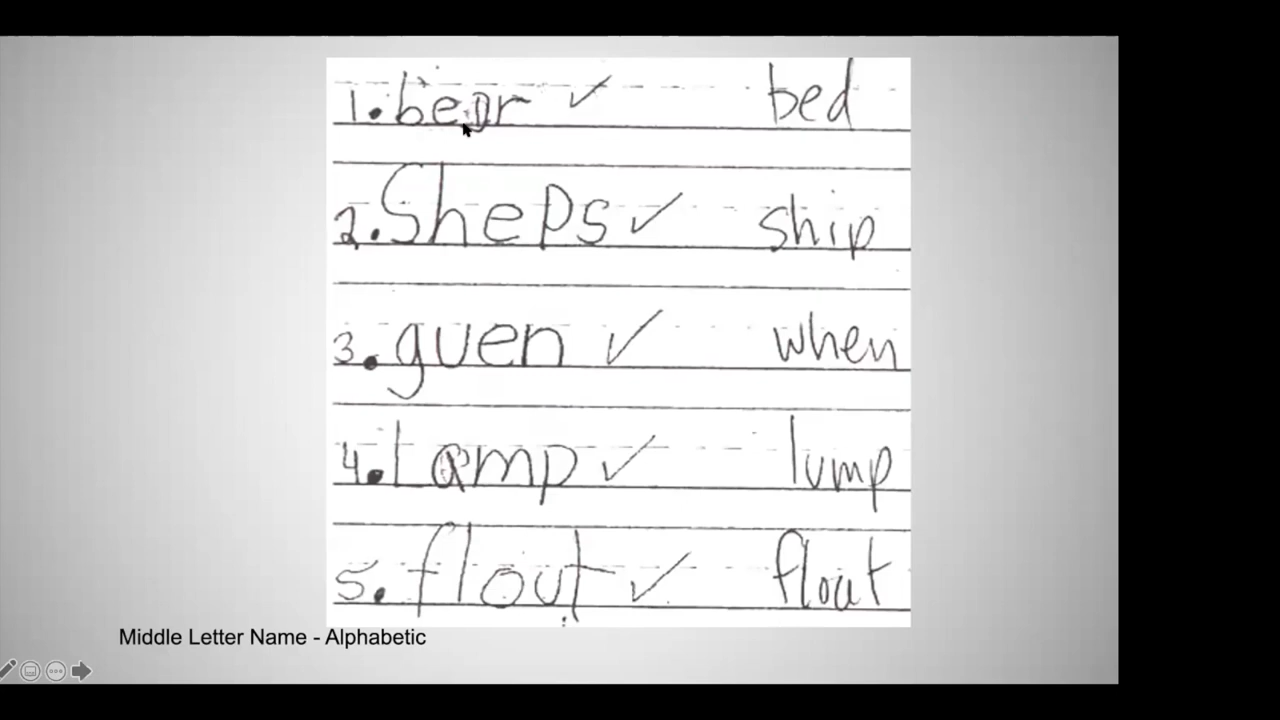 1. bear ✓ bed
2. Sheps ✓ ship
3. guen ✓ when
4. Lamp ✓ lump
5. flout ✓ float
Middle Letter Name - Alphabetic